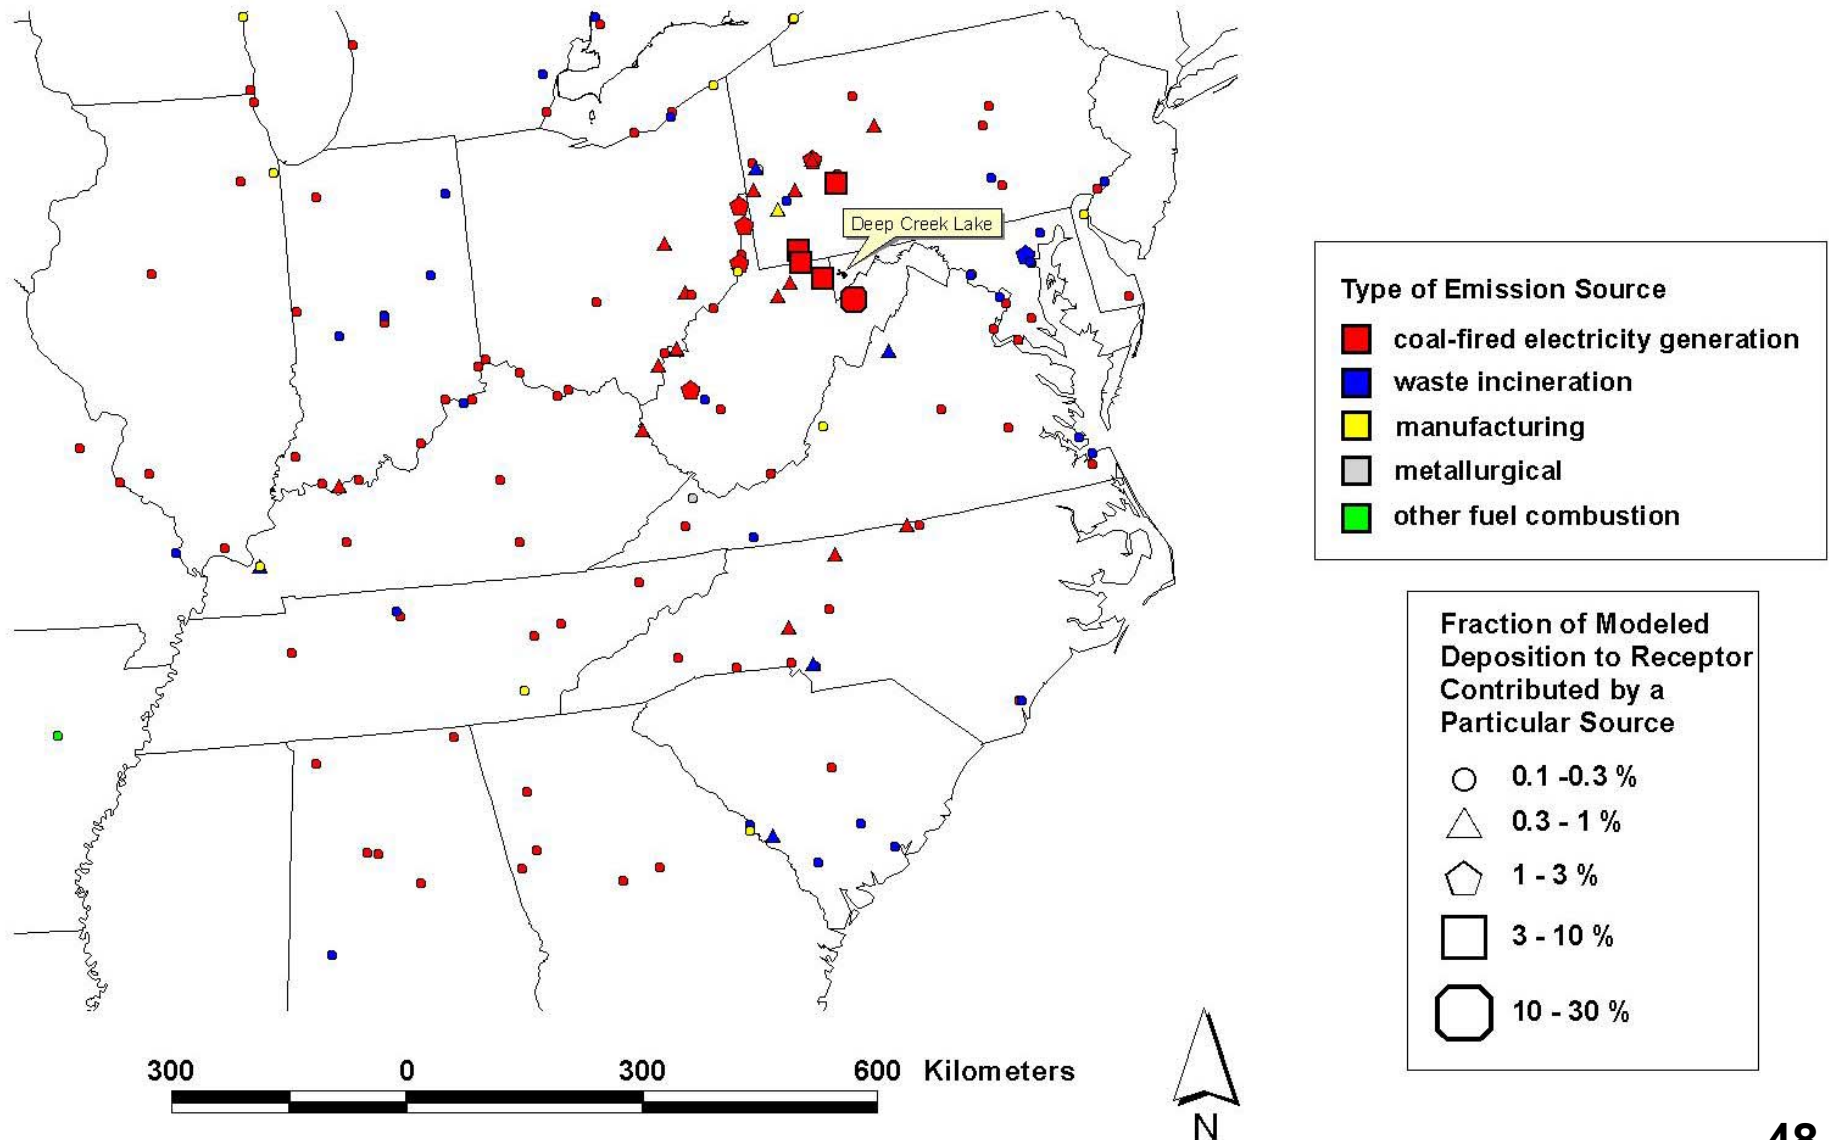 Deep Creek Lake
Type of Emission Source
coal-fired electricity generation
waste incineration
manufacturing
metallurgical
other fuel combustion
Fraction of Modeled
Deposition to Receptor
Contributed by a
Particular Source
0.1 -0.3 %
0.3 - 1 %
1 - 3 %
3 - 10 %
10 - 30 %
300 0 300 600 Kilometers
N
48